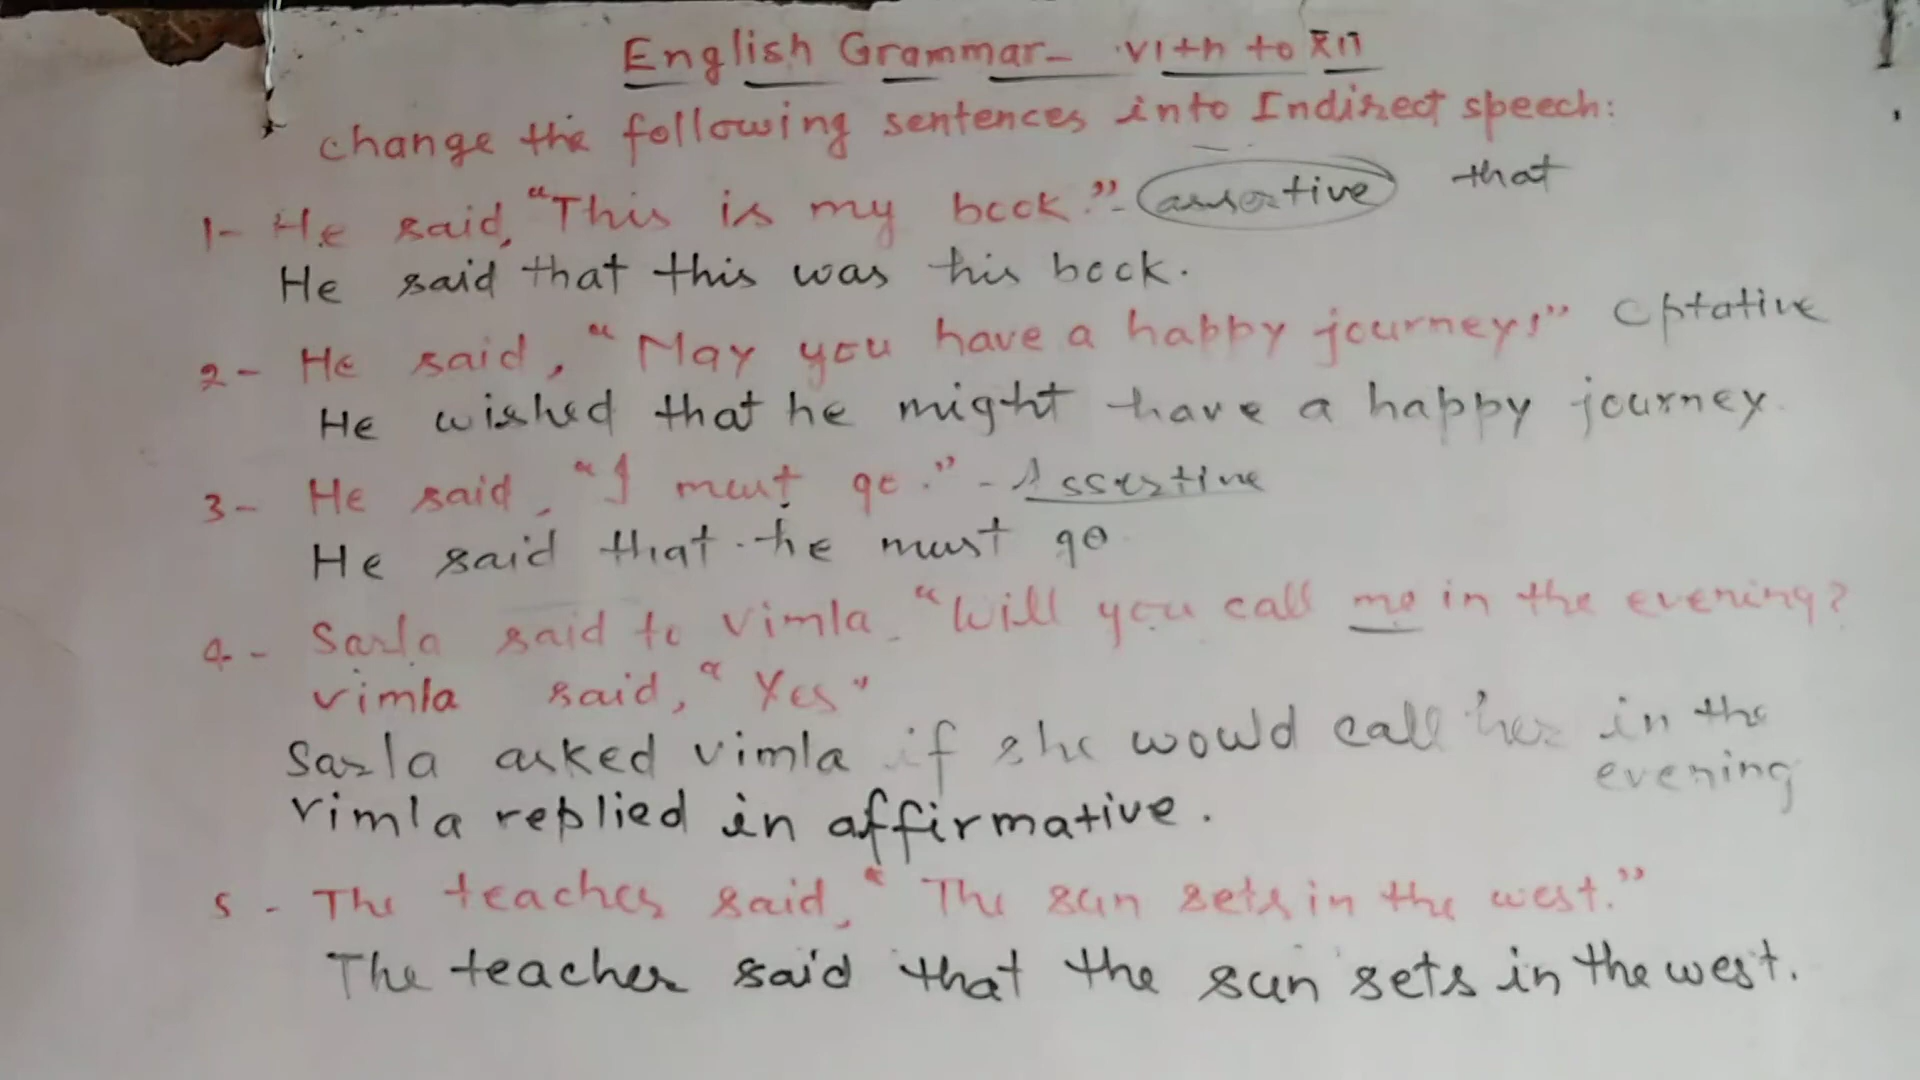 English Grammar- VIth to XII
change the following sentences into Indirect speech:
1- He said, "This is my book." - assertive that
He said that this was his book.
2- He said, "May you have a happy journey!" Optative
He wished that he might have a happy journey.
3- He said, "I must go." - Assertive
He said that he must go
4- Sarla said to vimla, "Will you call me in the evening?
vimla said, "Yes"
Sarla asked vimla if she would call her in the
evening
vimla replied in affirmative.
5- The teacher said, "The sun sets in the west."
The teacher said that the sun sets in the west.